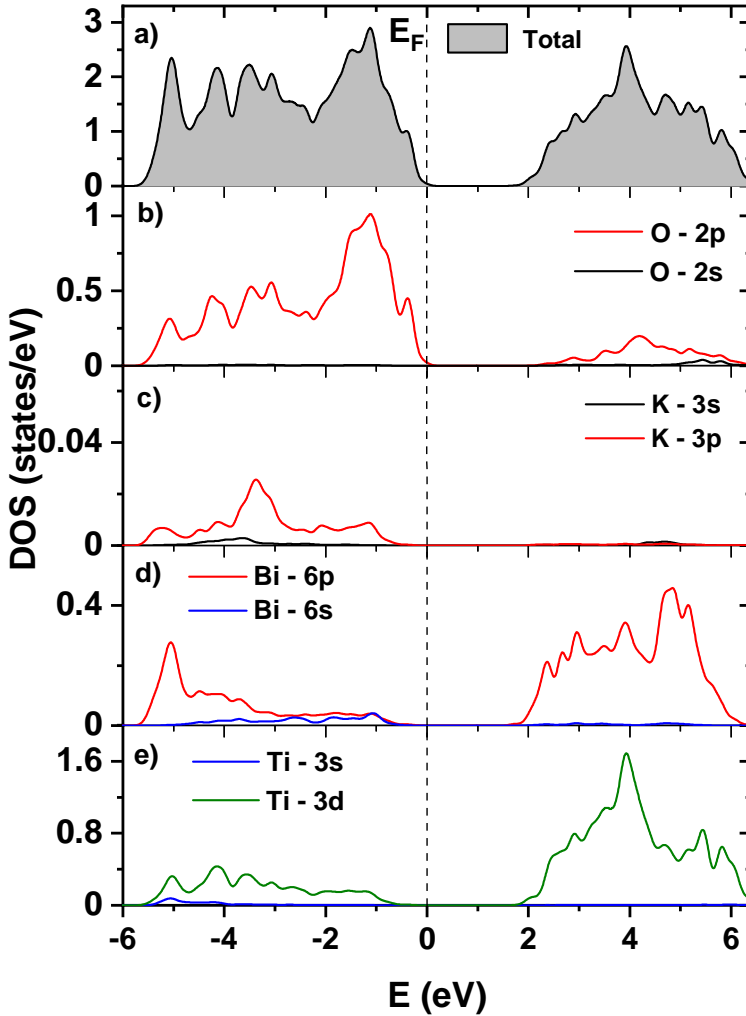 a)
E_F
Total
3
2
1
0
b)
O - 2p
O - 2s
1
0.5
0
c)
K - 3s
K - 3p
0.04
0
d)
Bi - 6p
Bi - 6s
0.4
0
e)
Ti - 3s
Ti - 3d
1.6
0.8
0
DOS (states/eV)
-6 -4 -2 0 2 4 6
E (eV)